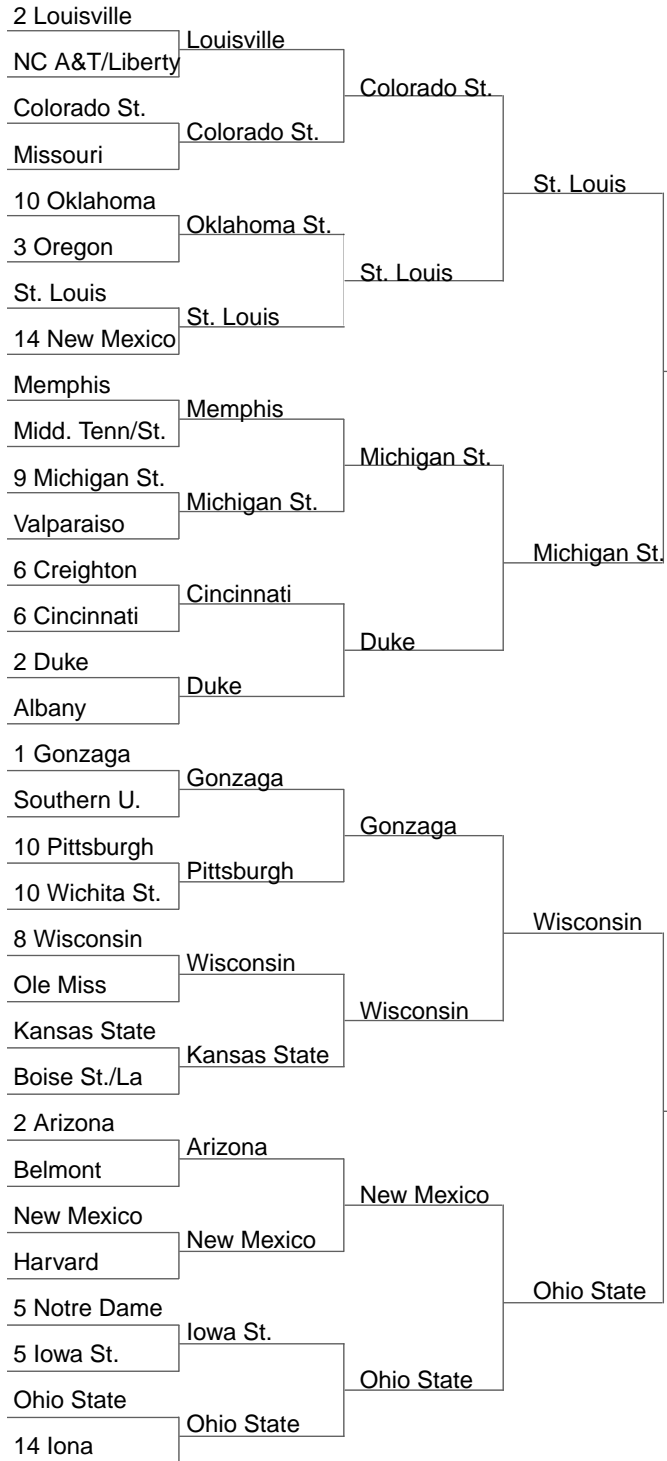 2 Louisville
NC A&T/Liberty
Colorado St.
Missouri
10 Oklahoma
3 Oregon
St. Louis
14 New Mexico
Memphis
Midd. Tenn/St.
9 Michigan St.
Valparaiso
6 Creighton
6 Cincinnati
2 Duke
Albany
1 Gonzaga
Southern U.
10 Pittsburgh
10 Wichita St.
8 Wisconsin
Ole Miss
Kansas State
Boise St./La
2 Arizona
Belmont
New Mexico
Harvard
5 Notre Dame
5 Iowa St.
Ohio State
14 Iona
Louisville
Colorado St.
Oklahoma St.
St. Louis
Memphis
Michigan St.
Cincinnati
Duke
Gonzaga
Pittsburgh
Wisconsin
Kansas State
Arizona
New Mexico
Iowa St.
Ohio State
Colorado St.
St. Louis
Michigan St.
Duke
Gonzaga
Wisconsin
New Mexico
Ohio State
St. Louis
Michigan St.
Wisconsin
Ohio State